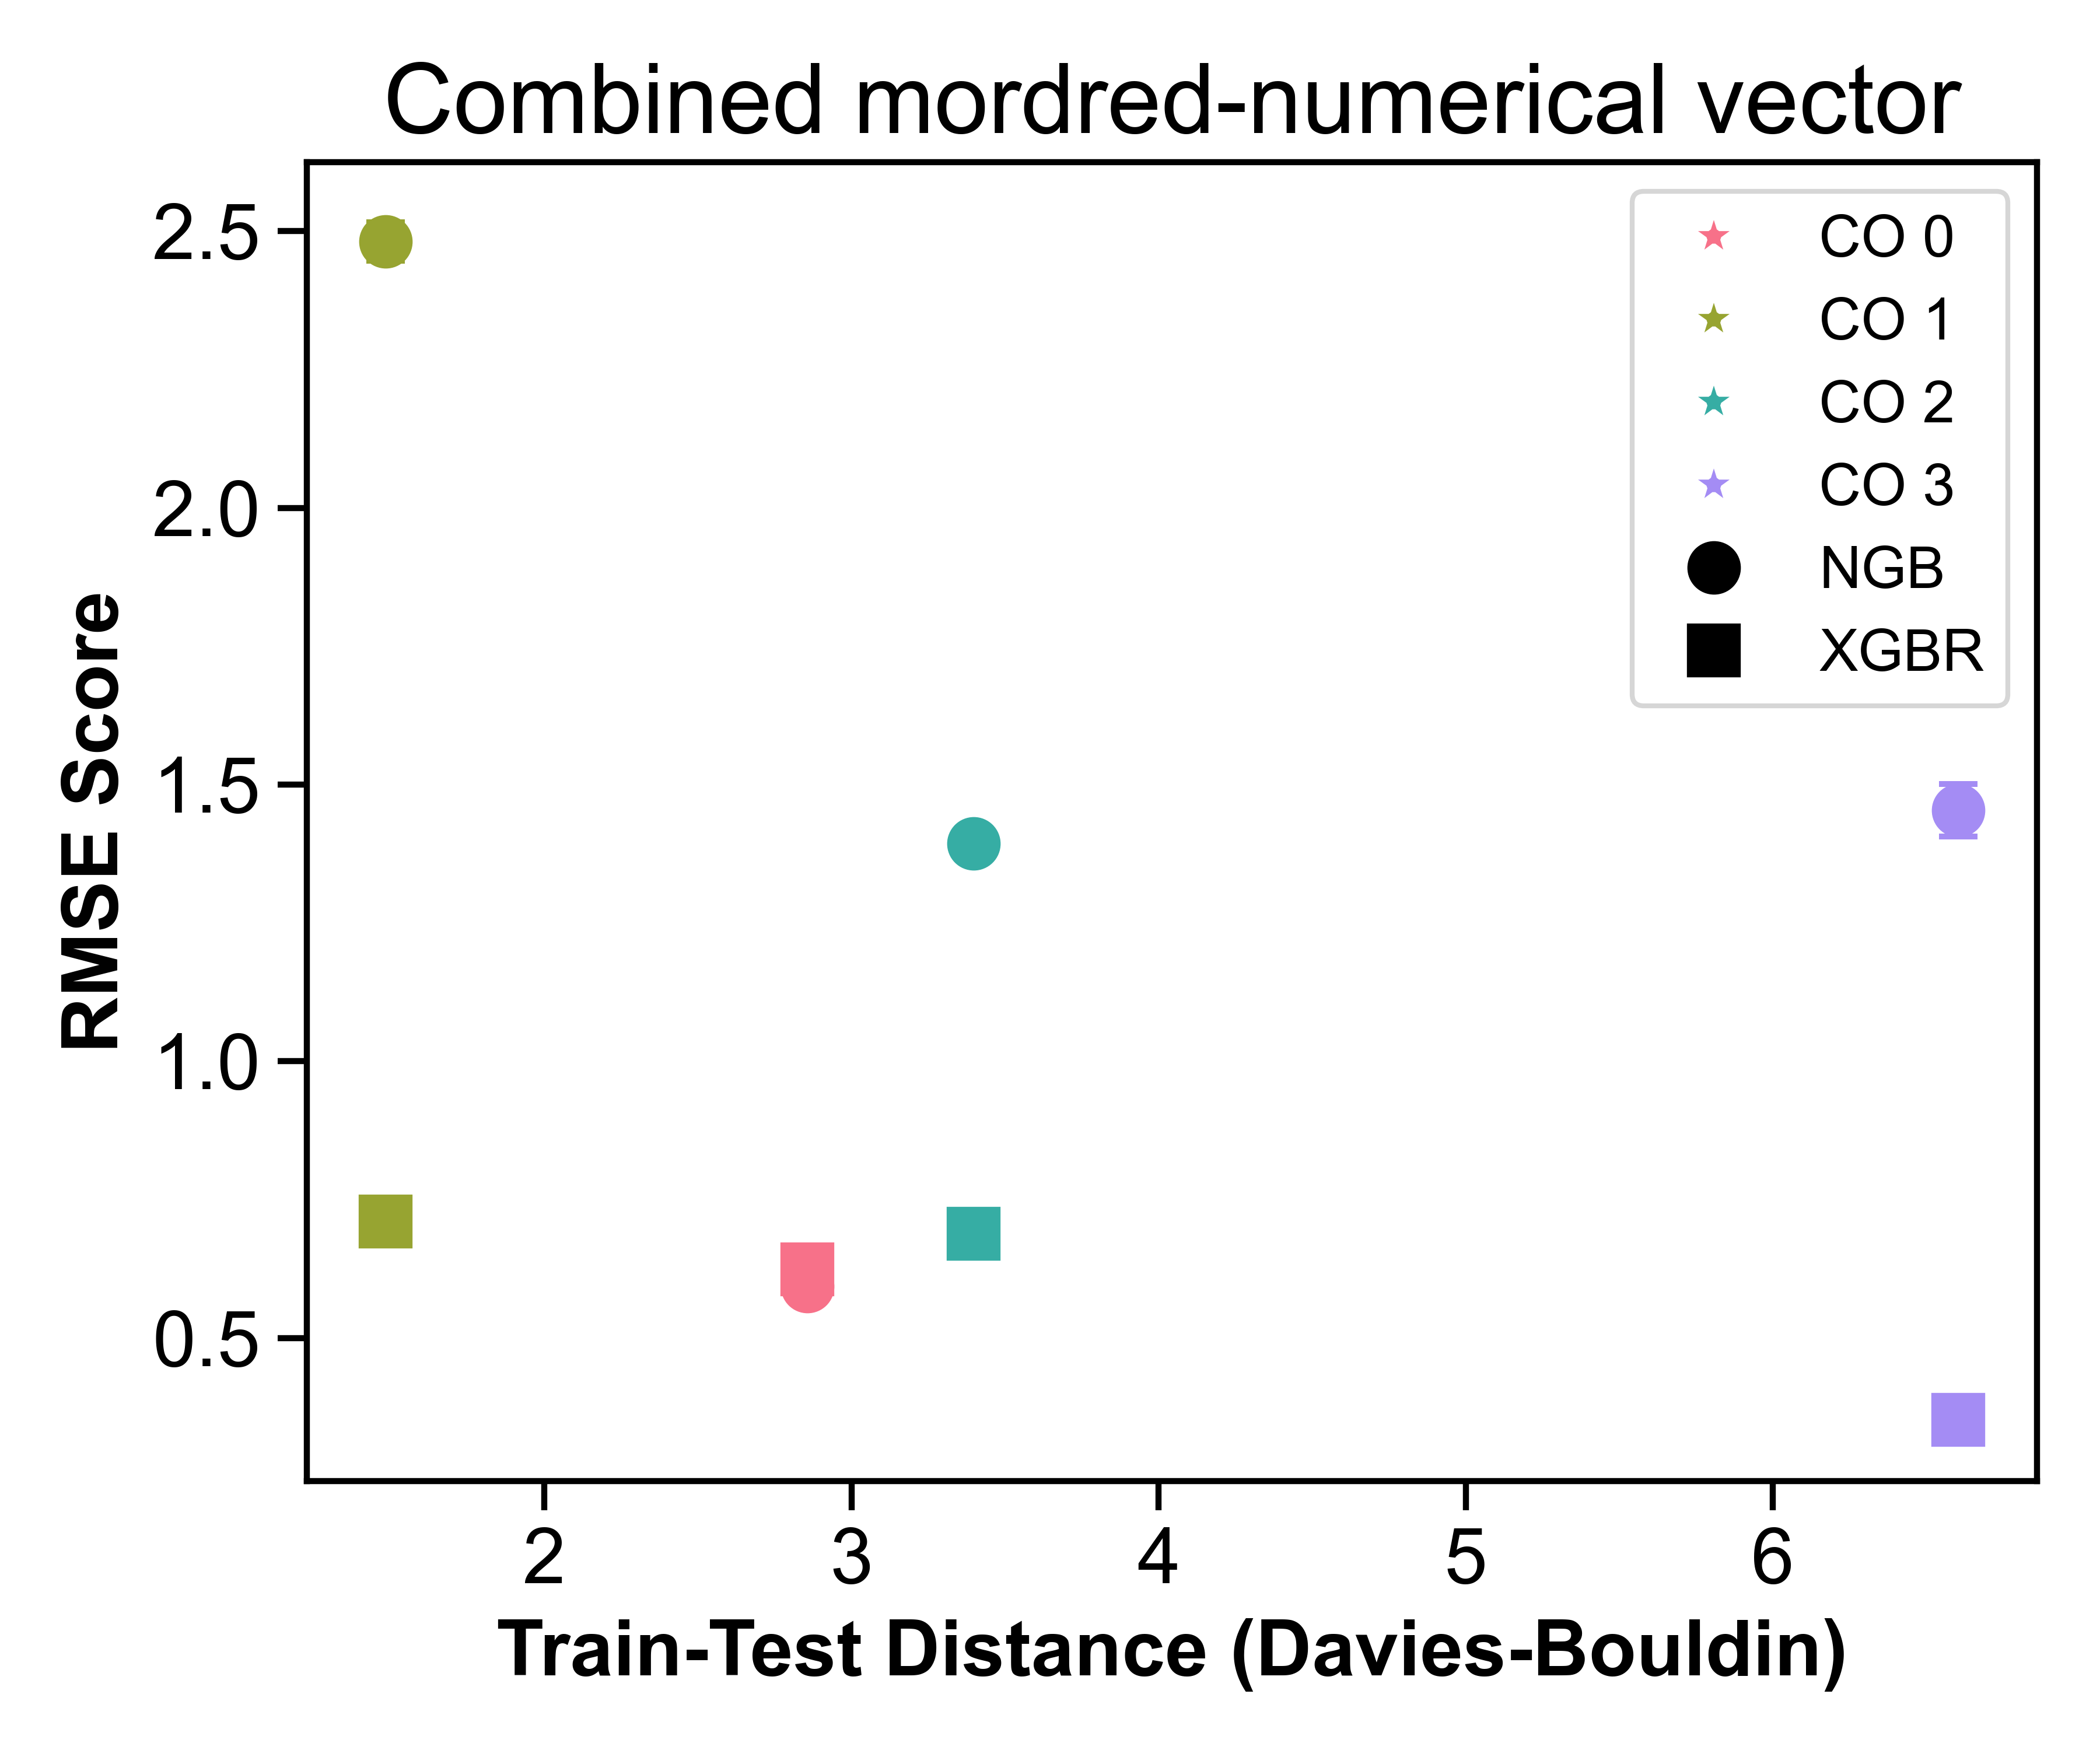 Combined mordred-numerical vector
2.5
2.0
1.5
1.0
0.5
RMSE Score
CO 0
CO 1
CO 2
CO 3
NGB
XGBR
2 3 4 5 6
Train-Test Distance (Davies-Bouldin)